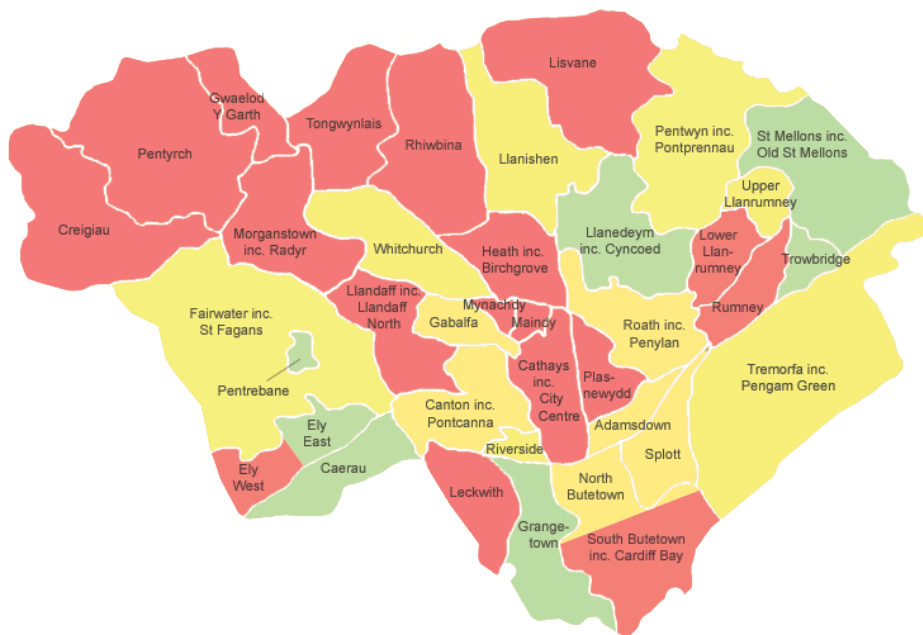 Lisvane
Gwaelod
Y Garth
Tongwynlais
Pentyrch
Rhiwbina
Llanishen
Pentwyn inc.
Pontprennau
St Mellons inc.
Old St Mellons
Upper
Llanrumney
Creigiau
Morganstown
inc. Radyr
Whitchurch
Heath inc.
Birchgrove
Llanedeyrn
inc. Cyncoed
Lower
Llan-
rumney
Trowbridge
Rumney
Fairwater inc.
St Fagans
Llandaff inc.
Llandaff
North
Mynachdy
Gabalfa
Maindy
Roath inc.
Penylan
Tremorfa inc.
Pengam Green
Pentrebane
Cathays
inc.
City
Centre
Plas-
newydd
Canton inc.
Pontcanna
Adamsdown
Ely
East
Riverside
Splott
Caerau
Ely
West
Leckwith
North
Butetown
Grange-
town
South Butetown
inc. Cardiff Bay